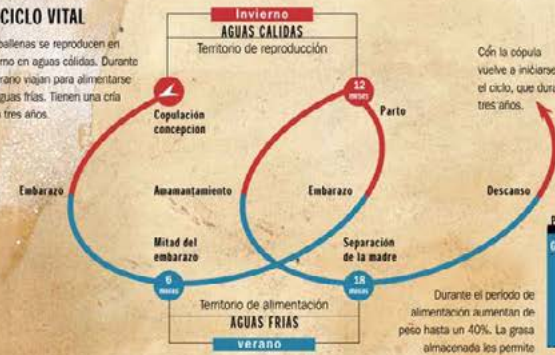 CICLO VITAL
ballenas se reproducen en
en aguas cálidas. Durante
viajan para alimentarse
frías. Tienen una cría
tres años.
Invierno
AGUAS CALIDAS
Territorio de reproducción
Copulación
concepción
12
meses
Parto
Con la cópula
vuelve a iniciarse
el ciclo, que dura
tres años.
Embarazo
Amamantamiento
Embarazo
Descanso
Mitad del
embarazo
Separación
de la madre
6
meses
18
meses
Territorio de alimentación
AGUAS FRIAS
verano
Durante el período de
alimentación aumentan de
peso hasta un 40%. La grasa
almacenada les permite